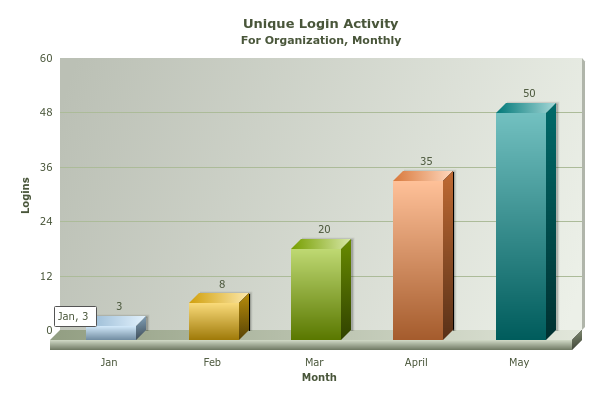 Unique Login Activity
For Organization, Monthly
60
48
36
24
12
0
Logins
50
35
20
8
3
Jan, 3
Jan
Feb
Mar
April
May
Month